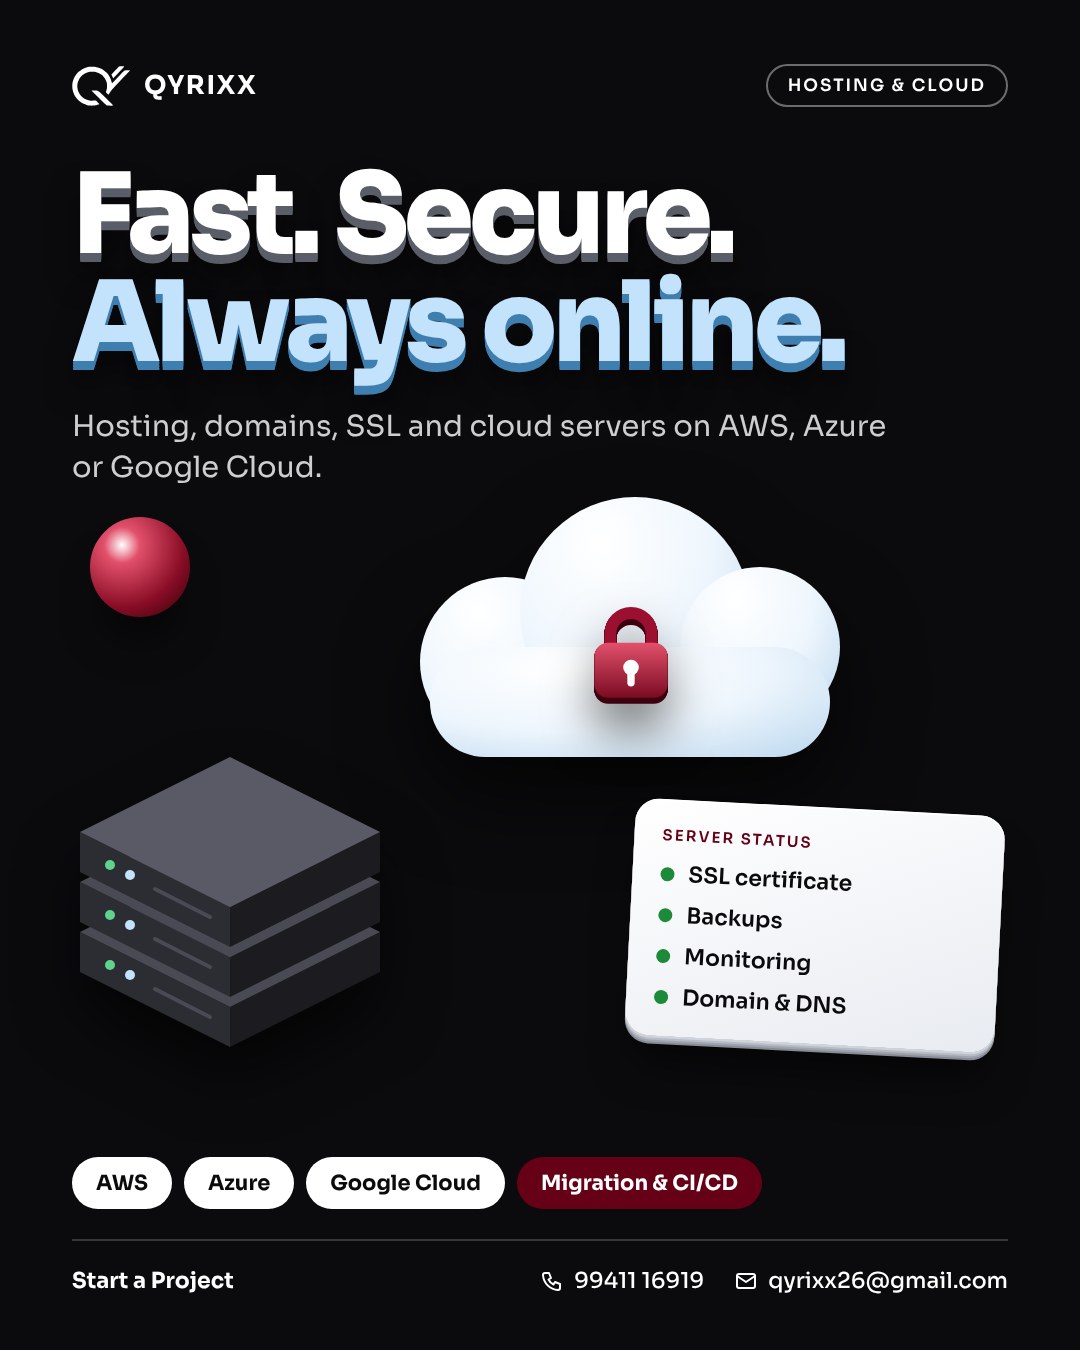 QYRIXX
HOSTING & CLOUD
Fast. Secure.
Always online.
Hosting, domains, SSL and cloud servers on AWS, Azure
or Google Cloud.
SERVER STATUS
SSL certificate
Backups
Monitoring
Domain & DNS
AWS
Azure
Google Cloud
Migration & CI/CD
Start a Project
99411 16919
qyrixx26@gmail.com